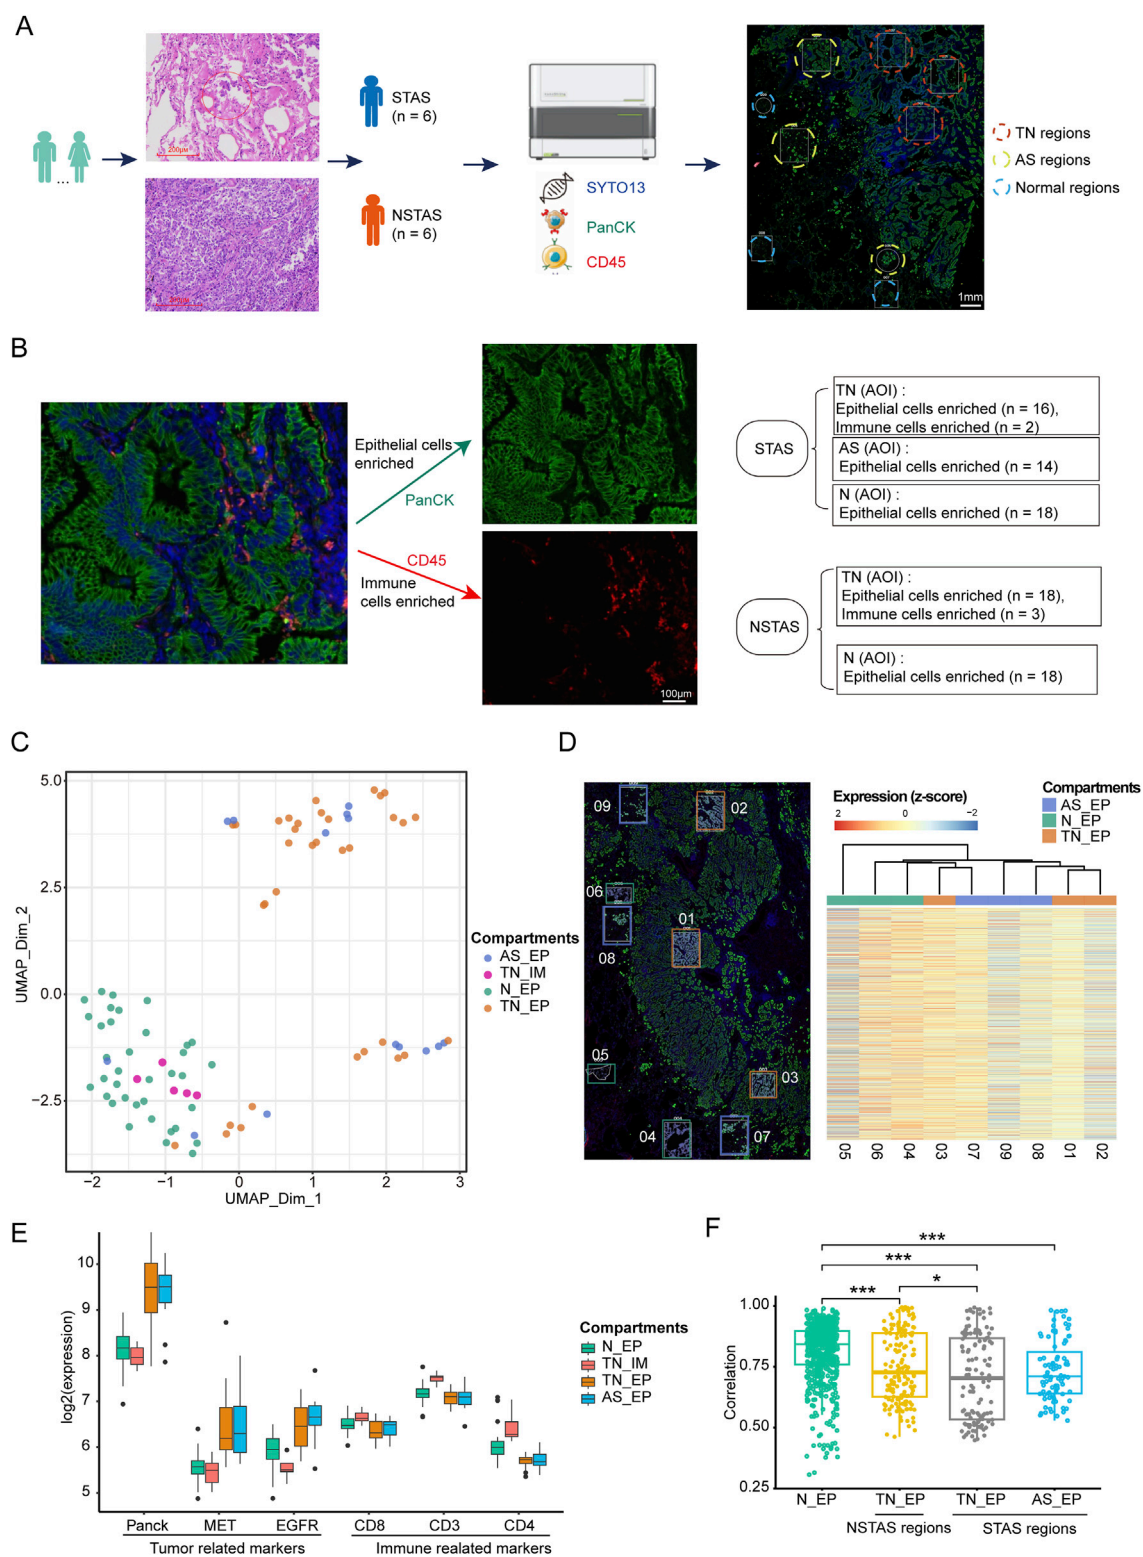 A
200μm
STAS
(n = 6)
NSTAS
(n = 6)
SYTO13
PanCK
CD45
TN regions
AS regions
Normal regions
1mm
B
Epithelial cells
enriched
PanCK
CD45
Immune
cells enriched
100μm
STAS
TN (AOI) :
Epithelial cells enriched (n = 16),
Immune cells enriched (n = 2)
AS (AOI) :
Epithelial cells enriched (n = 14)
N (AOI) :
Epithelial cells enriched (n = 18)
NSTAS
TN (AOI) :
Epithelial cells enriched (n = 18),
Immune cells enriched (n = 3)
N (AOI) :
Epithelial cells enriched (n = 18)
C
5.0
2.5
0.0
−2.5
UMAP_Dim_2
−2 −1 0 1 2 3
UMAP_Dim_1
Compartments
AS_EP
TN_IM
N_EP
TN_EP
D
09
02
06
01
08
05
03
04
07
Expression (z-score)
2 0 −2
Compartments
AS_EP
N_EP
TN_EP
05 06 04 03 07 09 08 01 02
E
10
9
8
7
6
5
log2(expression)
Panck MET EGFR CD8 CD3 CD4
Tumor related markers Immune realated markers
Compartments
N_EP
TN_IM
TN_EP
AS_EP
F
***
***
*** *
1.00
0.75
0.50
0.25
Correlation
N_EP TN_EP TN_EP AS_EP
NSTAS regions STAS regions